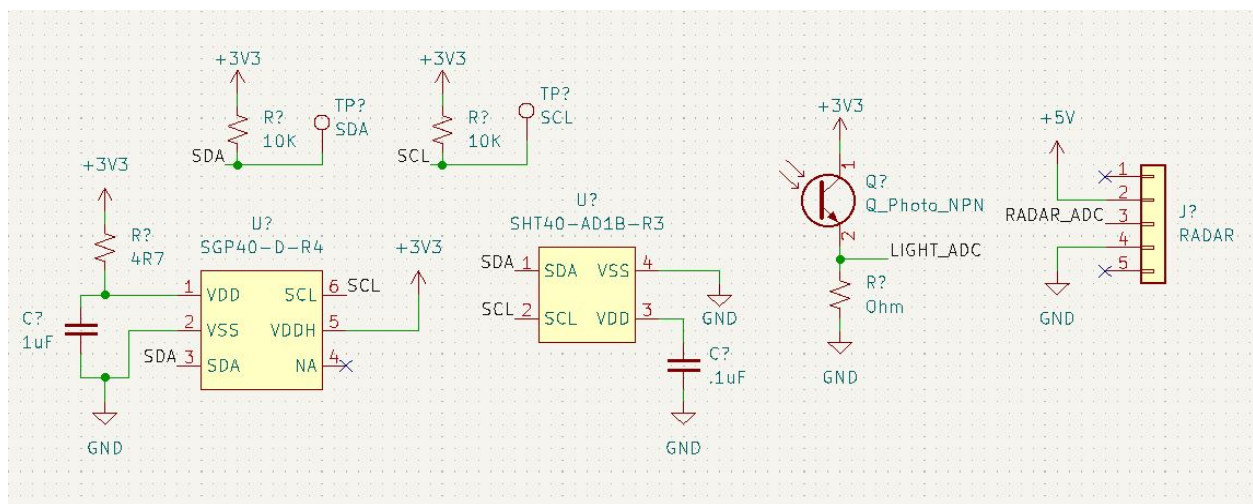 +3V3
R?
10K
TP?
SDA
SDA
+3V3
R?
10K
TP?
SCL
SCL
+3V3
R?
4R7
C?
1uF
GND
U?
SGP40-D-R4
1 VDD
2 VSS
SDA 3 SDA
SCL 6 SCL
VDDH 5
NA 4
+3V3
U?
SHT40-AD1B-R3
SDA 1 SDA
SCL 2 SCL
VSS 4
VDD 3
GND
C?
.1uF
GND
+3V3
1
Q?
Q_Photo_NPN
2
LIGHT_ADC
R?
Ohm
GND
+5V
1
2
RADAR_ADC 3
4
5
J?
RADAR
GND